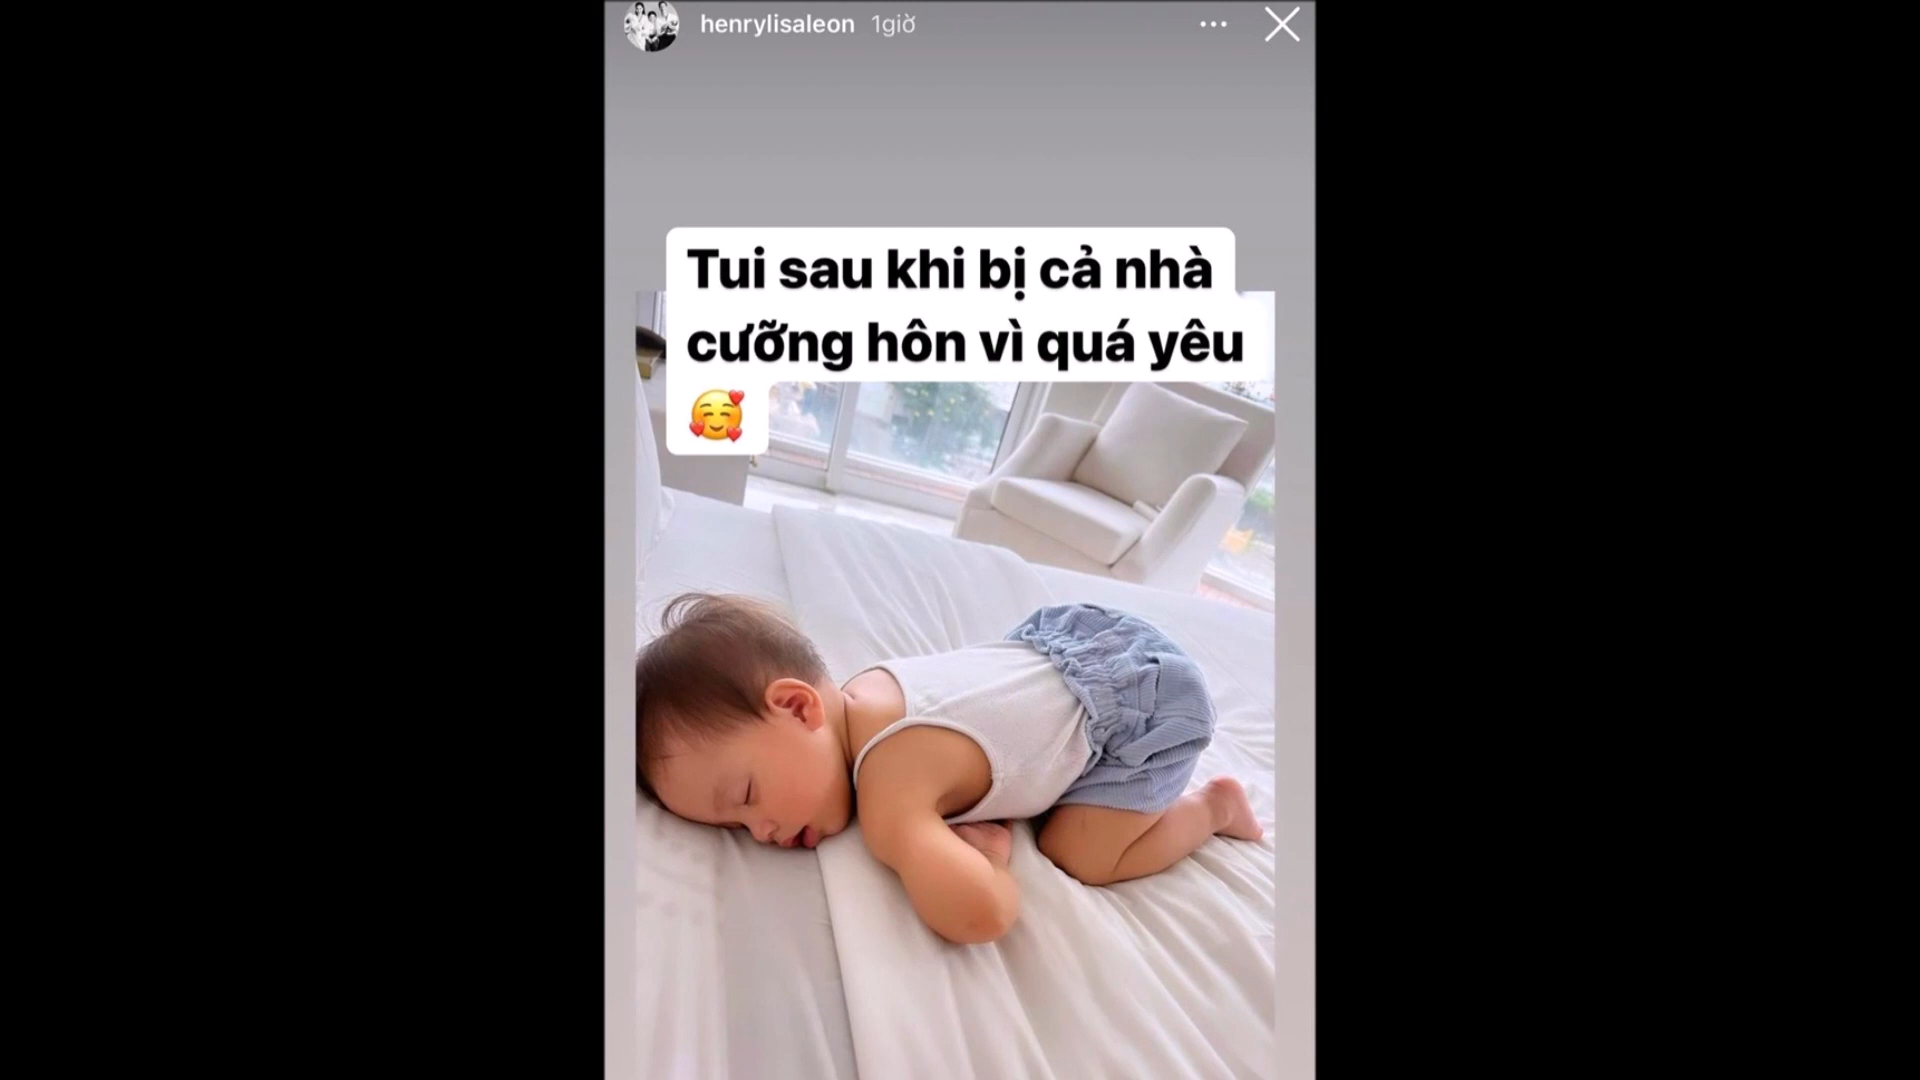 henrylisaleon 1giờ
Tui sau khi bị cả nhà
cưỡng hôn vì quá yêu
🥰